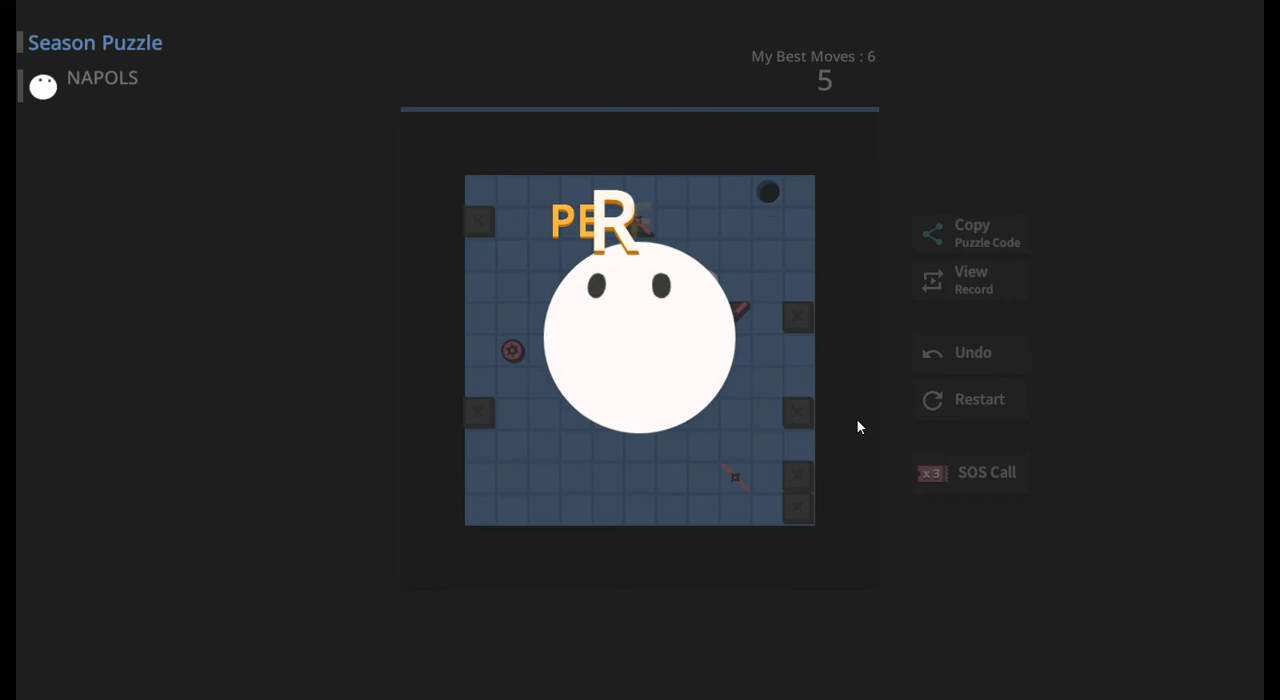 Season Puzzle
NAPOLS
My Best Moves : 6
5
PER
Copy
Puzzle Code
View
Record
Undo
Restart
x3 SOS Call